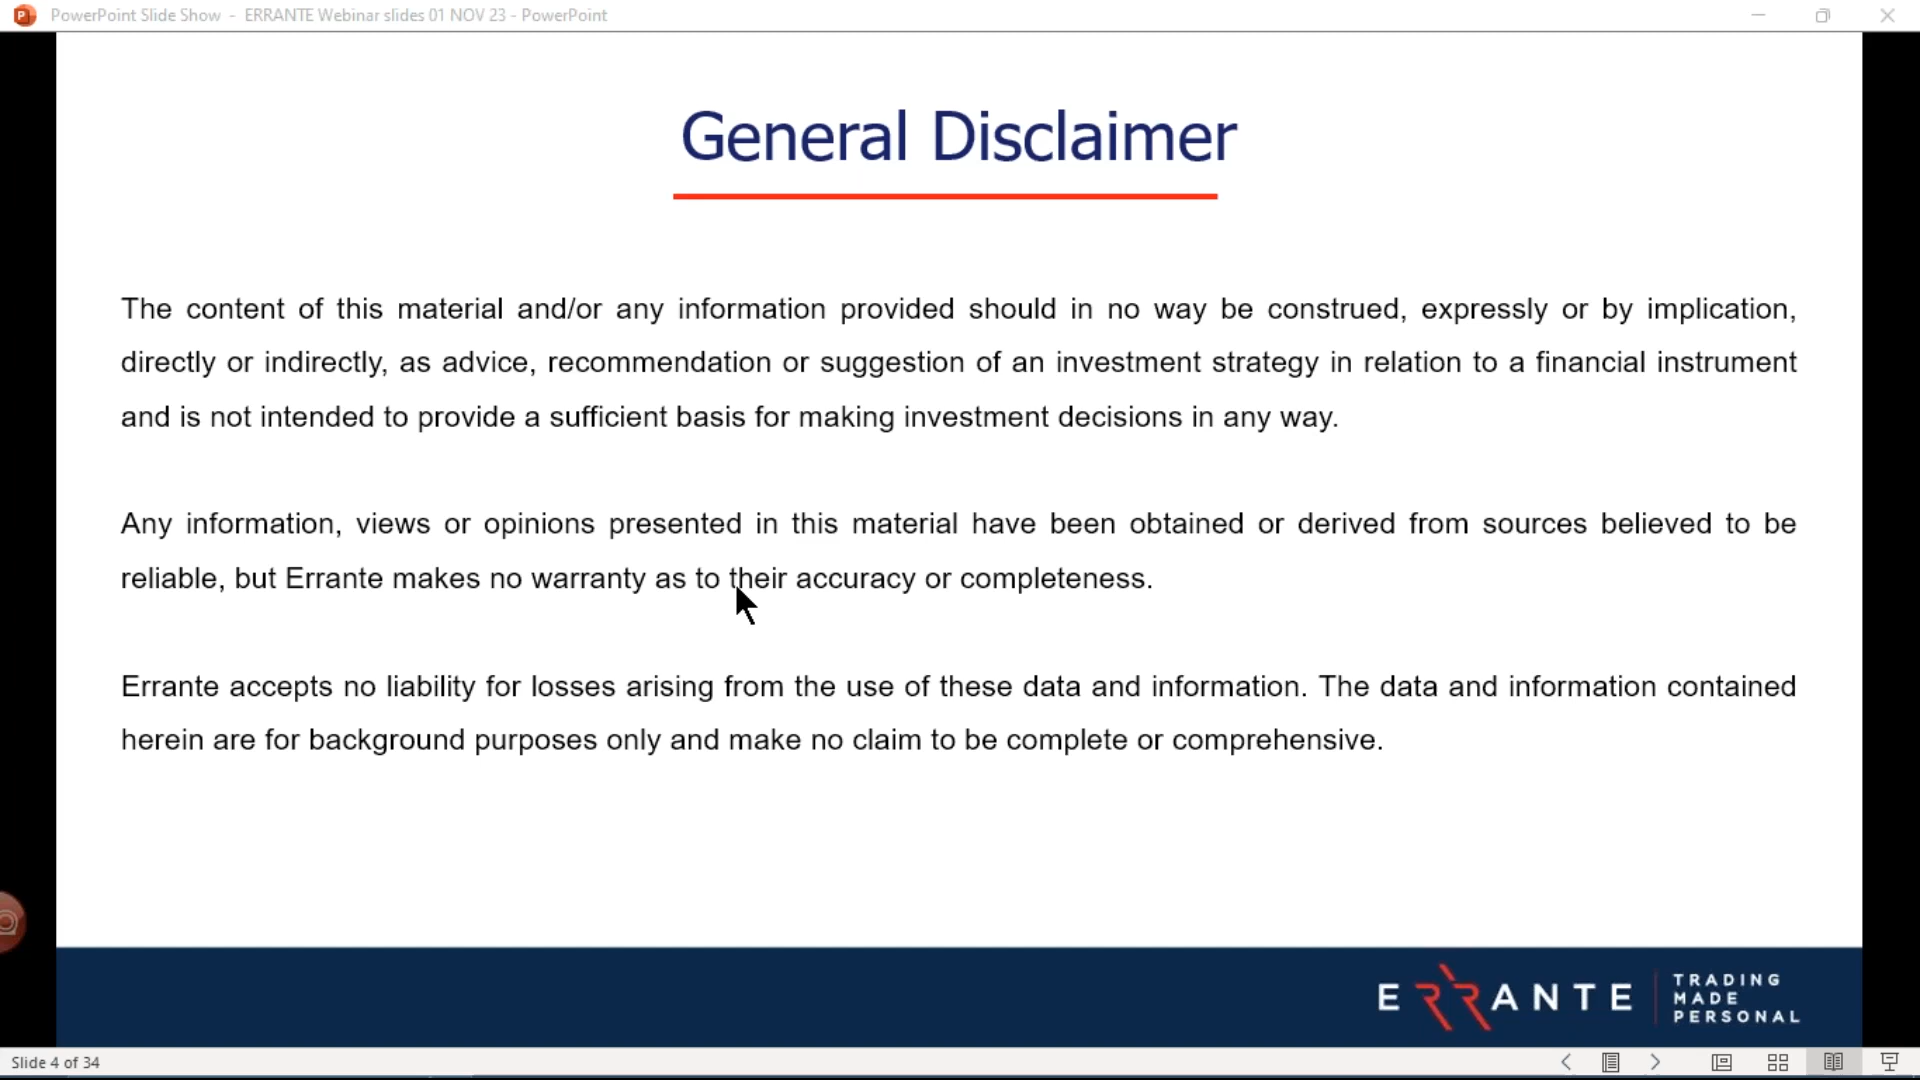 PowerPoint Slide Show - ERRANTE Webinar slides 01 NOV 23 - PowerPoint
General Disclaimer
The content of this material and/or any information provided should in no way be construed, expressly or by implication,
directly or indirectly, as advice, recommendation or suggestion of an investment strategy in relation to a financial instrument
and is not intended to provide a sufficient basis for making investment decisions in any way.
Any information, views or opinions presented in this material have been obtained or derived from sources believed to be
reliable, but Errante makes no warranty as to their accuracy or completeness.
Errante accepts no liability for losses arising from the use of these data and information. The data and information contained
herein are for background purposes only and make no claim to be complete or comprehensive.
ERRANTE
TRADING
MADE
PERSONAL
Slide 4 of 34